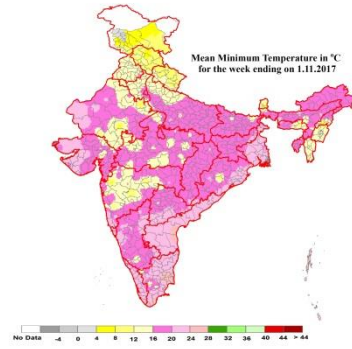 Mean Minimum Temperature in °C
for the week ending on 1.11.2017
No Data -4 0 4 8 12 16 20 24 28 32 36 40 44 > 44